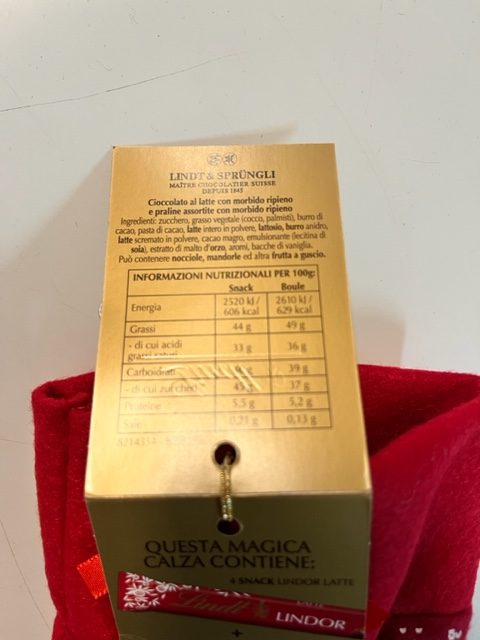 LINDT & SPRÜNGLI
MAÎTRE CHOCOLATIER SUISSE
DEPUIS 1845
Cioccolato al latte con morbido ripieno
e praline assortite con morbido ripieno
Ingredienti: zucchero, grasso vegetale (cocco, palmisti), burro di
cacao, pasta di cacao, latte intero in polvere, lattosio, burro anidro,
latte scremato in polvere, cacao magro, emulsionante (lecitina di
soia), estratto di malto d'orzo, aromi, bacche di vaniglia.
Può contenere nocciole, mandorle ed altra frutta a guscio.
INFORMAZIONI NUTRIZIONALI PER 100g:
Snack Boule
Energia 2520 kJ / 606 kcal 2610 kJ / 629 kcal
Grassi 44 g 49 g
- di cui acidi grassi saturi 33 g 36 g
Carboidrati g 39 g
- di cui zuccheri 45 g 37 g
Proteine 5,5 g 5,2 g
Sale 0,21 g 0,13 g
QUESTA MAGICA
CALZA CONTIENE:
4 SNACK LINDOR LATTE
Lindt
LINDOR
+